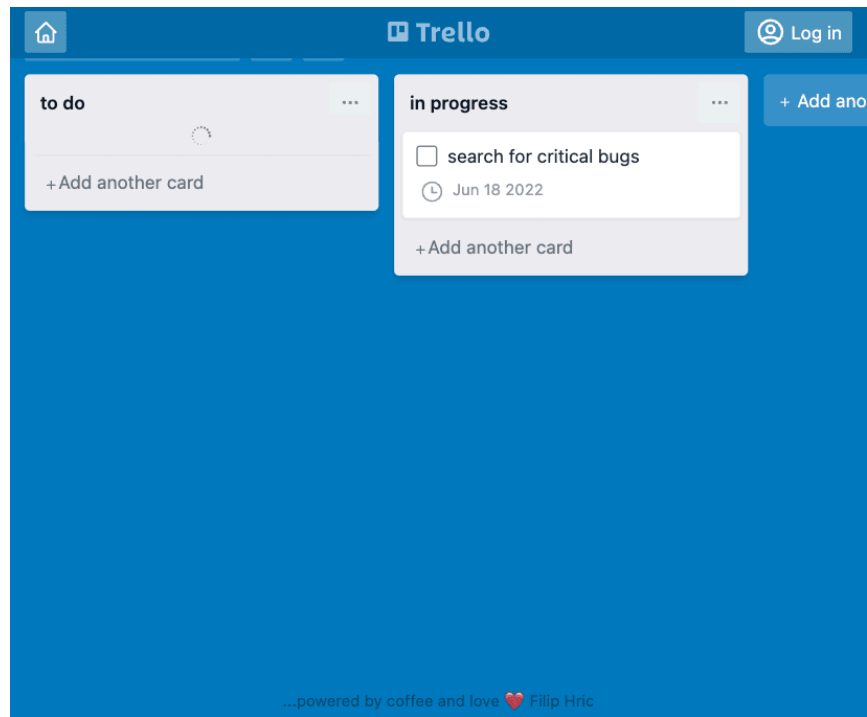 Trello
Log in
to do
...
in progress
...
+ Add ano
search for critical bugs
Jun 18 2022
+Add another card
+Add another card
...powered by coffee and love ❤️ Filip Hric